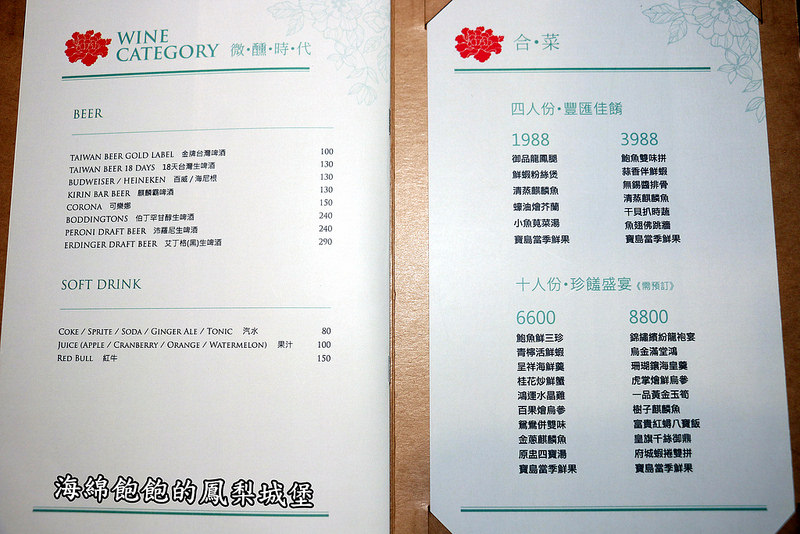 WINE
CATEGORY 微•醺•時•代
BEER
TAIWAN BEER GOLD LABEL 金牌台灣啤酒 100
TAIWAN BEER 18 DAYS 18天台灣生啤酒 130
BUDWEISER / HEINEKEN 百威 / 海尼根 130
KIRIN BAR BEER 麒麟霸啤酒 130
CORONA 可樂娜 150
BODDINGTONS 伯丁罕甘醇生啤酒 240
PERONI DRAFT BEER 沛羅尼生啤酒 240
ERDINGER DRAFT BEER 艾丁格(黑)生啤酒 290
SOFT DRINK
COKE / SPRITE / SODA / GINGER ALE / TONIC 汽水 80
JUICE (APPLE / CRANBERRY / ORANGE / WATERMELON) 果汁 100
RED BULL 紅牛 150
海綿飽飽的鳳梨城堡
合•菜
四人份•豐匯佳餚
1988
御品龍鳳腿
鮮蝦粉絲煲
清蒸麒麟魚
蠔油燴芥蘭
小魚莧菜湯
寶島當季鮮果
3988
鮑魚雙味拼
蒜香伴鮮蝦
無錫醬排骨
清蒸麒麟魚
干貝扒時蔬
魚翅佛跳牆
寶島當季鮮果
十人份•珍饈盛宴《需預訂》
6600
鮑魚鮮三珍
青檸活鮮蝦
呈祥海鮮羹
桂花炒鮮蟹
鴻運水晶雞
百果燴烏參
鴛鴦併雙味
金蔥麒麟魚
原盅四寶湯
寶島當季鮮果
8800
錦繡繽紛龍袍宴
烏金滿堂鴻
珊瑚鑲海皇羹
虎掌燴鮮烏參
一品黃金玉筍
樹子麒麟魚
富貴紅蟳八寶飯
皇旗千絲御鼎
府城蝦捲雙拼
寶島當季鮮果